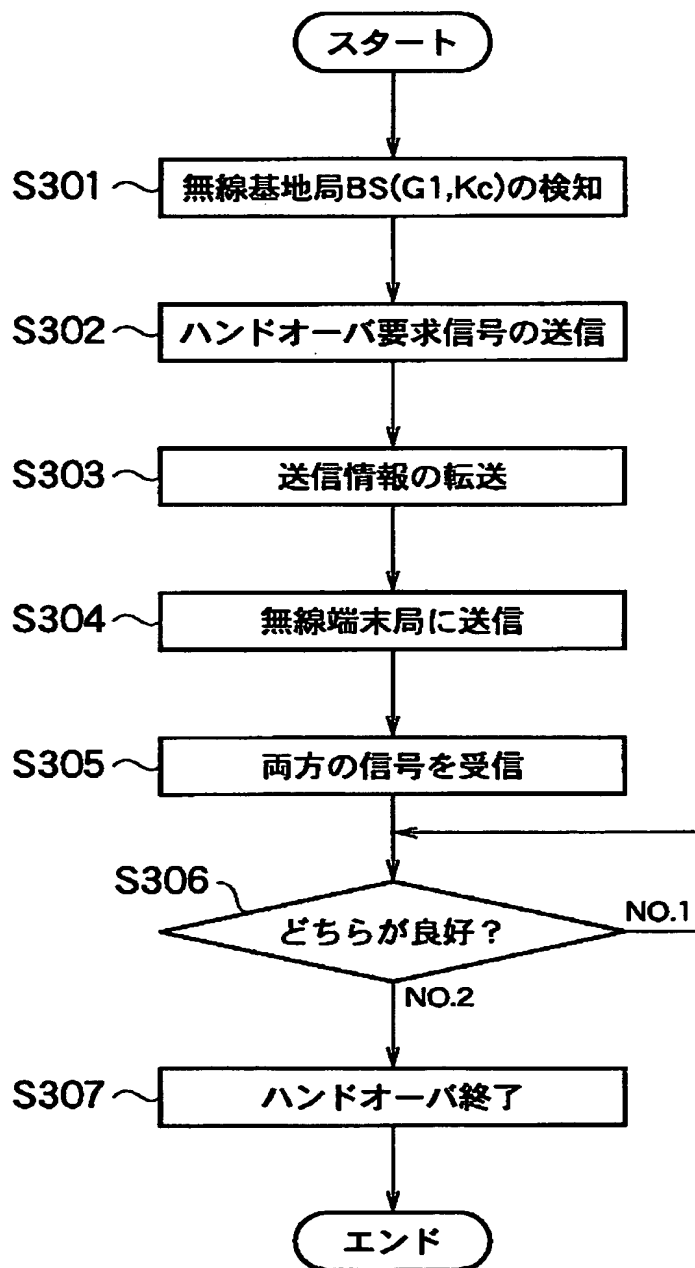 スタート
S301
無線基地局BS(G1,Kc)の検知
S302
ハンドオーバ要求信号の送信
S303
送信情報の転送
S304
無線端末局に送信
S305
両方の信号を受信
S306
どちらが良好？
NO.1
NO.2
S307
ハンドオーバ終了
エンド